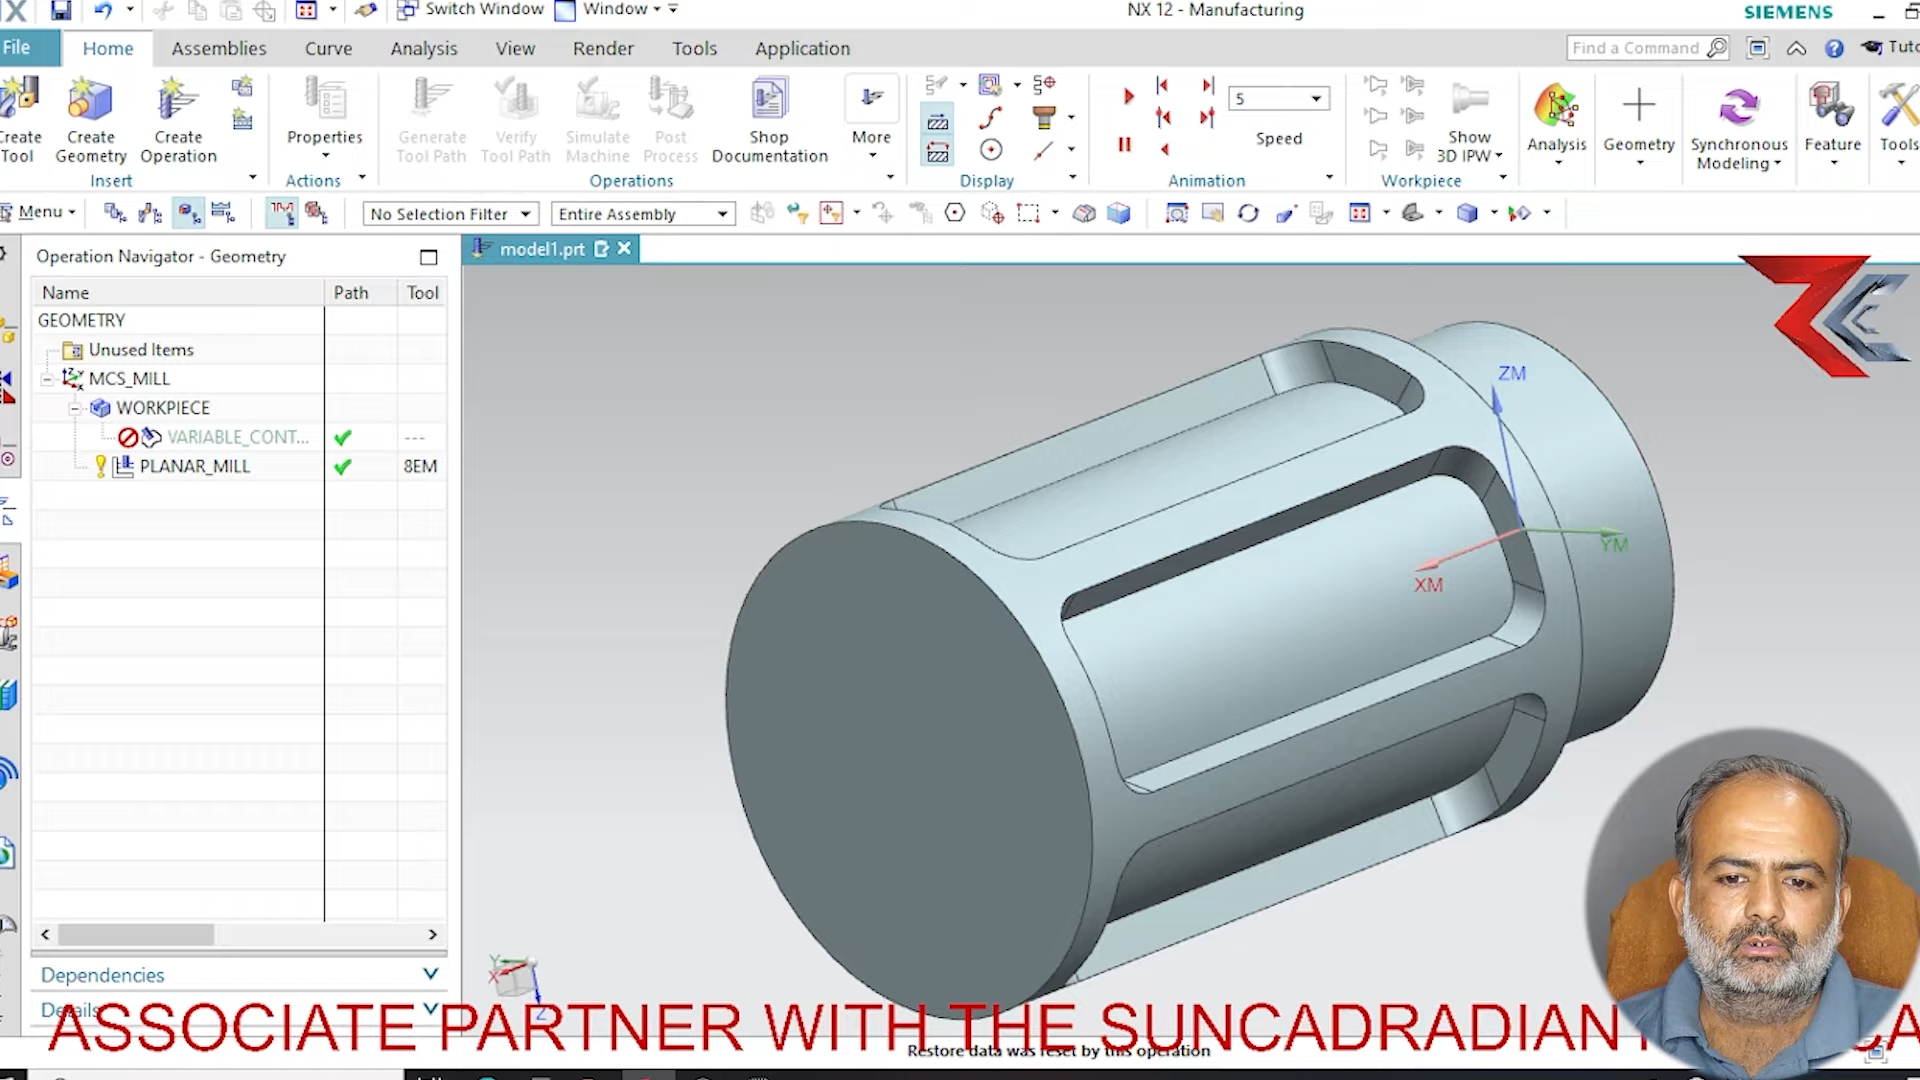 Switch Window
Window
NX 12 - Manufacturing
SIEMENS
File
Home
Assemblies
Curve
Analysis
View
Render
Tools
Application
Find a Command
Create
Tool
Create
Geometry
Create
Operation
Insert
Properties
Actions
Generate
Tool Path
Verify
Tool Path
Simulate
Machine
Post
Process
Shop
Documentation
More
Operations
Display
5
Speed
Animation
Show
3D IPW
Workpiece
Analysis
Geometry
Synchronous
Modeling
Feature
Tools
Menu
No Selection Filter
Entire Assembly
Operation Navigator - Geometry
model1.prt
Name
Path
Tool
GEOMETRY
Unused Items
MCS_MILL
WORKPIECE
VARIABLE_CONT...
---
PLANAR_MILL
8EM
ZM
YM
XM
Dependencies
Details
ASSOCIATE PARTNER WITH THE SUNCADRADIAN
Restore data was reset by this operation